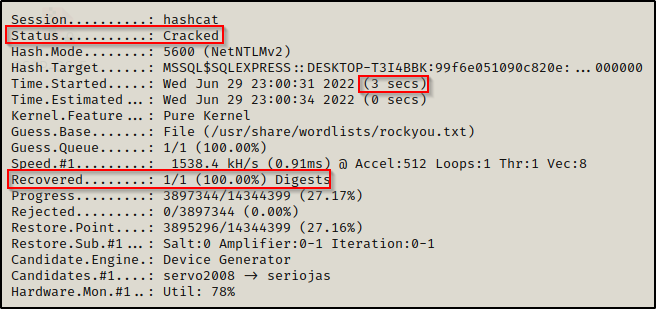 Session..........: hashcat
Status...........: Cracked
Hash.Mode........: 5600 (NetNTLMv2)
Hash.Target......: MSSQL$SQLEXPRESS::DESKTOP-T3I4BBK:99f6e051090c820e:...000000
Time.Started.....: Wed Jun 29 23:00:31 2022 (3 secs)
Time.Estimated...: Wed Jun 29 23:00:34 2022 (0 secs)
Kernel.Feature...: Pure Kernel
Guess.Base.......: File (/usr/share/wordlists/rockyou.txt)
Guess.Queue......: 1/1 (100.00%)
Speed.#1.........:  1538.4 kH/s (0.91ms) @ Accel:512 Loops:1 Thr:1 Vec:8
Recovered........: 1/1 (100.00%) Digests
Progress.........: 3897344/14344399 (27.17%)
Rejected.........: 0/3897344 (0.00%)
Restore.Point....: 3895296/14344399 (27.16%)
Restore.Sub.#1...: Salt:0 Amplifier:0-1 Iteration:0-1
Candidate.Engine.: Device Generator
Candidates.#1....: servo2008 -> seriojas
Hardware.Mon.#1..: Util: 78%